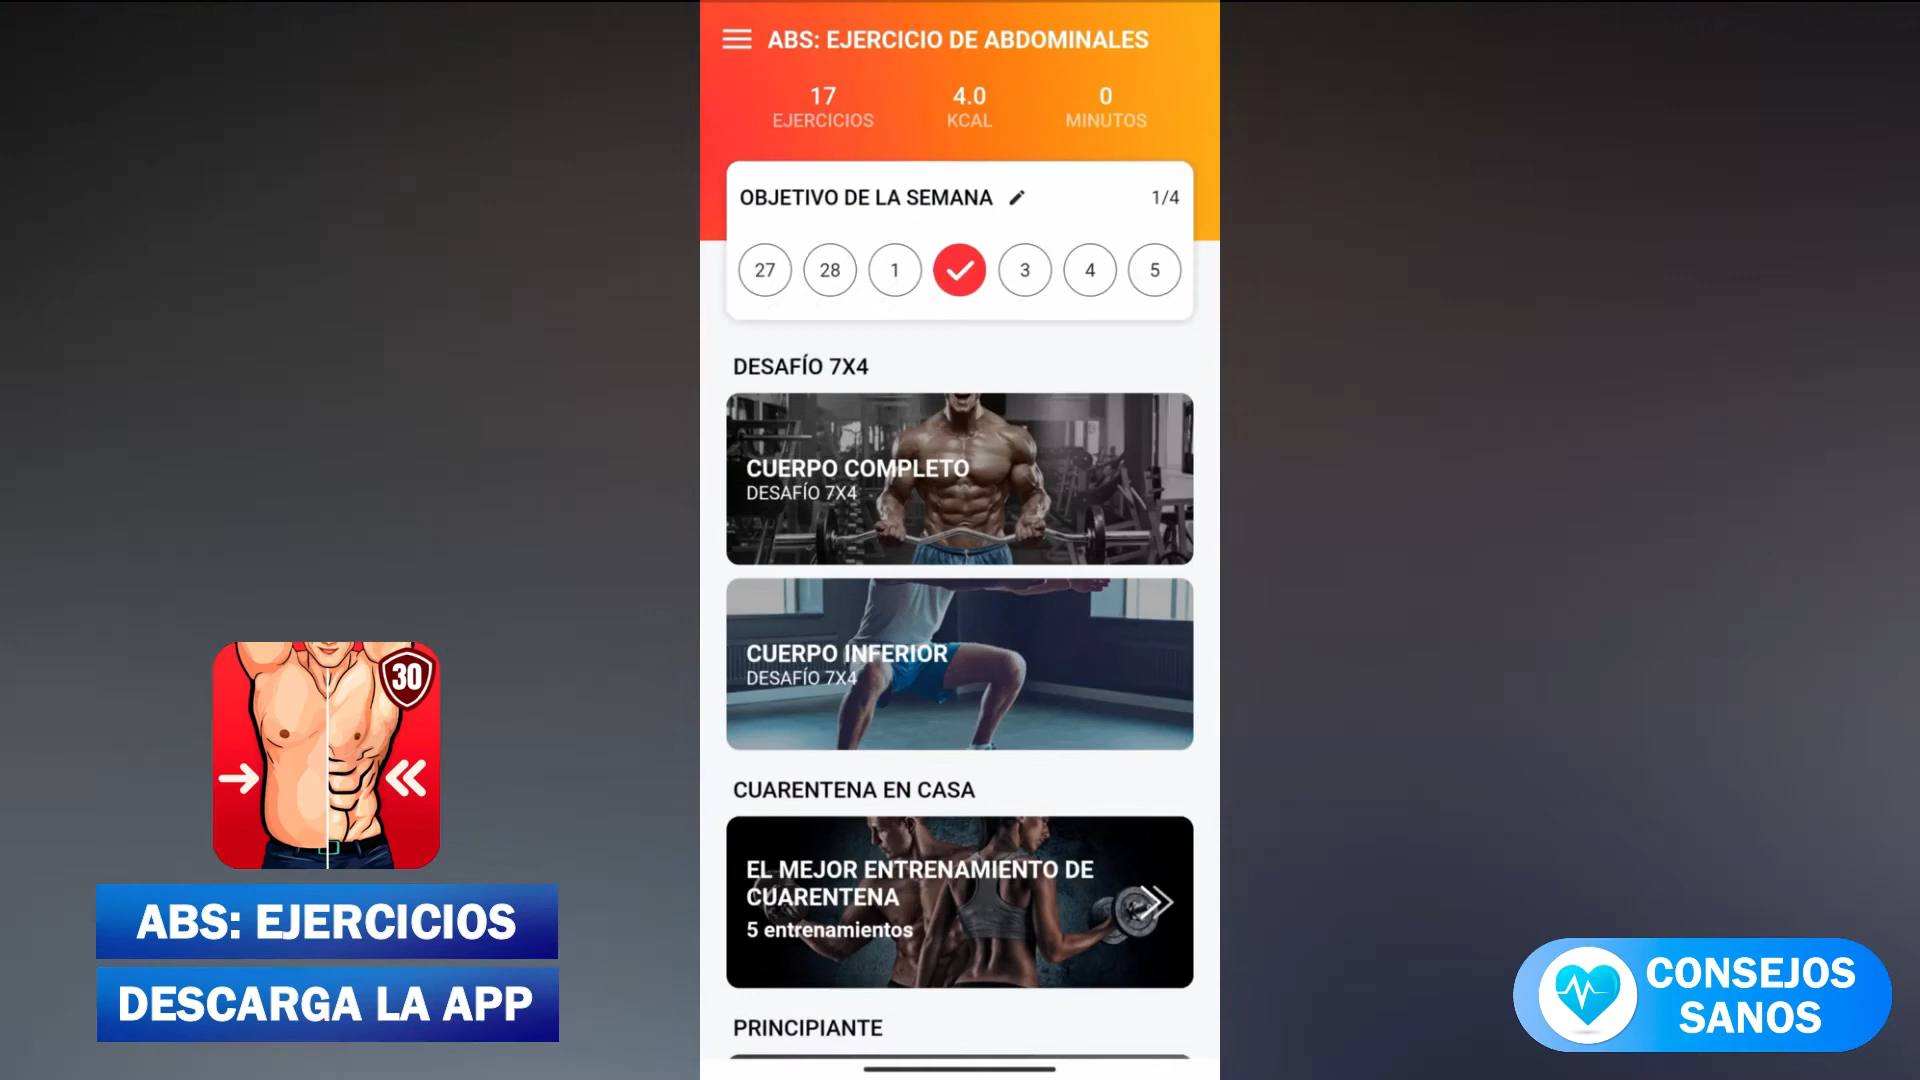 ABS: EJERCICIO DE ABDOMINALES
17
EJERCICIOS
4.0
KCAL
0
MINUTOS
OBJETIVO DE LA SEMANA
1/4
27 28 1 3 4 5
DESAFÍO 7X4
CUERPO COMPLETO
DESAFÍO 7X4
CUERPO INFERIOR
DESAFÍO 7X4
CUARENTENA EN CASA
EL MEJOR ENTRENAMIENTO DE
CUARENTENA
5 entrenamientos
PRINCIPIANTE
30
ABS: EJERCICIOS
DESCARGA LA APP
CONSEJOS
SANOS